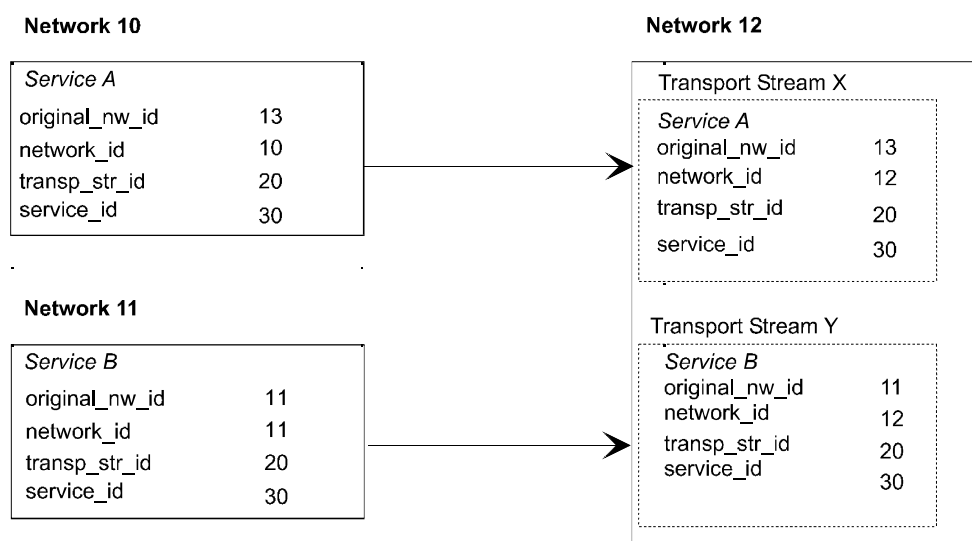 Network 10
Service A
original_nw_id 13
network_id 10
transp_str_id 20
service_id 30
Network 11
Service B
original_nw_id 11
network_id 11
transp_str_id 20
service_id 30
Network 12
Transport Stream X
Service A
original_nw_id 13
network_id 12
transp_str_id 20
service_id 30
Transport Stream Y
Service B
original_nw_id 11
network_id 12
transp_str_id 20
service_id 30